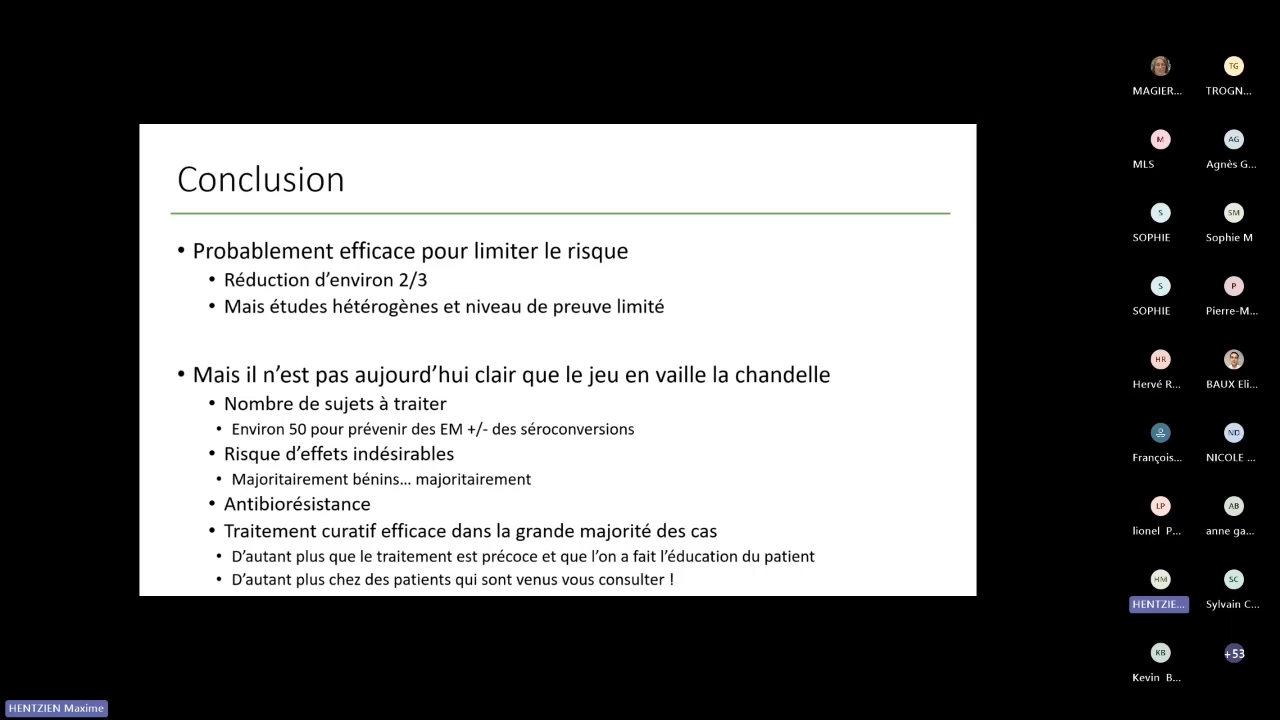 Conclusion
• Probablement efficace pour limiter le risque
• Réduction d’environ 2/3
• Mais études hétérogènes et niveau de preuve limité
• Mais il n’est pas aujourd’hui clair que le jeu en vaille la chandelle
• Nombre de sujets à traiter
• Environ 50 pour prévenir des EM +/- des séroconversions
• Risque d’effets indésirables
• Majoritairement bénins… majoritairement
• Antibiorésistance
• Traitement curatif efficace dans la grande majorité des cas
• D’autant plus que le traitement est précoce et que l’on a fait l’éducation du patient
• D’autant plus chez des patients qui sont venus vous consulter !
TG
MAGIER... TROGN...
M AG
MLS Agnès G...
S SM
SOPHIE Sophie M
S P
SOPHIE Pierre-M...
HR
Hervé R... BAUX Eli...
ND
François... NICOLE ...
LP AB
lionel P... anne ga...
HM SC
HENTZIE... Sylvain C...
KB +53
Kevin B...
HENTZIEN Maxime